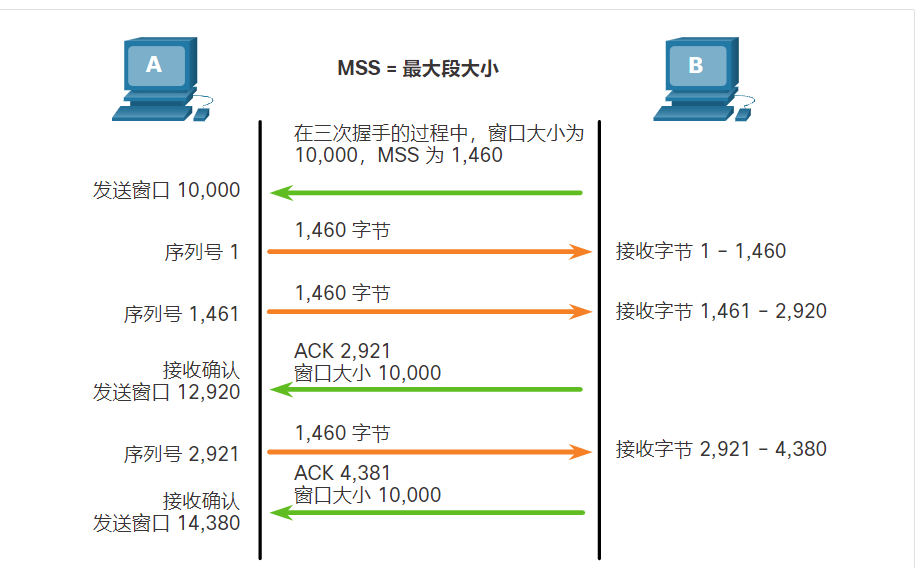 A
B
MSS = 最大段大小
在三次握手的过程中，窗口大小为
10,000，MSS 为 1,460
发送窗口 10,000
1,460 字节
序列号 1
接收字节 1 – 1,460
1,460 字节
序列号 1,461
接收字节 1,461 – 2,920
ACK 2,921
窗口大小 10,000
接收确认
发送窗口 12,920
1,460 字节
序列号 2,921
接收字节 2,921 – 4,380
ACK 4,381
窗口大小 10,000
接收确认
发送窗口 14,380